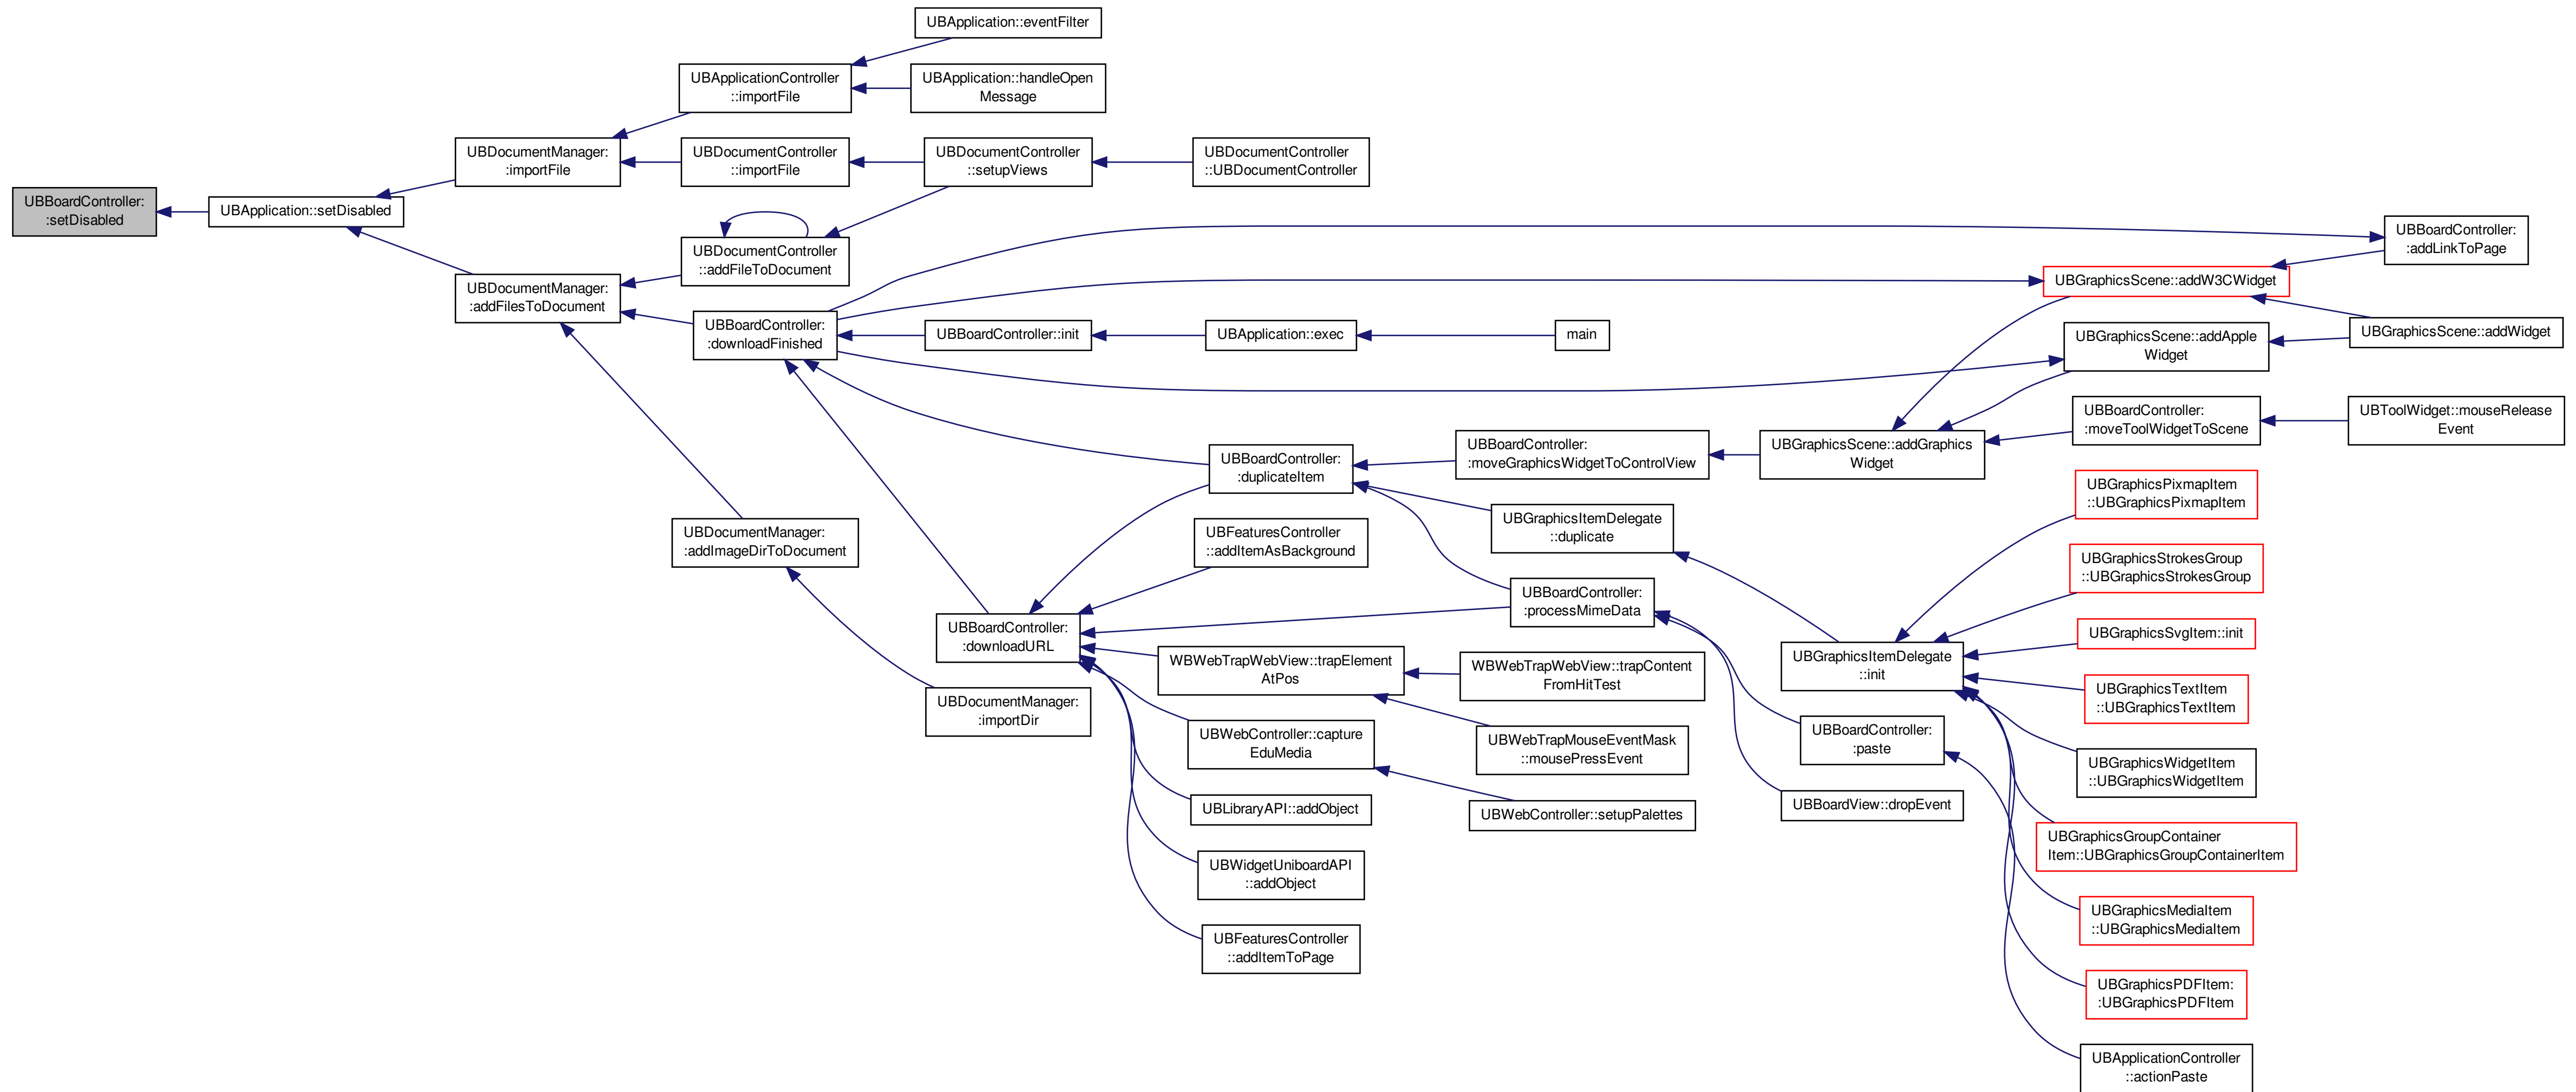 UBApplication::eventFilter
UBApplicationController
::importFile
UBApplication::handleOpen
Message
UBDocumentManager:
:importFile
UBDocumentController
::importFile
UBDocumentController
::setupViews
UBDocumentController
::UBDocumentController
UBBoardController:
:setDisabled
UBApplication::setDisabled
UBDocumentController
::addFileToDocument
UBBoardController:
:addLinkToPage
UBDocumentManager:
:addFilesToDocument
UBGraphicsScene::addW3CWidget
UBBoardController:
:downloadFinished
UBBoardController::init
UBApplication::exec
main
UBGraphicsScene::addApple
Widget
UBGraphicsScene::addWidget
UBBoardController:
:moveToolWidgetToScene
UBToolWidget::mouseRelease
Event
UBBoardController:
:duplicateItem
UBBoardController:
:moveGraphicsWidgetToControlView
UBGraphicsScene::addGraphics
Widget
UBGraphicsPixmapItem
::UBGraphicsPixmapItem
UBDocumentManager:
:addImageDirToDocument
UBFeaturesController
::addItemAsBackground
UBGraphicsItemDelegate
::duplicate
UBGraphicsStrokesGroup
::UBGraphicsStrokesGroup
UBBoardController:
:processMimeData
UBBoardController:
:downloadURL
UBGraphicsSvgItem::init
WBWebTrapWebView::trapElement
AtPos
WBWebTrapWebView::trapContent
FromHitTest
UBGraphicsItemDelegate
::init
UBDocumentManager:
:importDir
UBGraphicsTextItem
::UBGraphicsTextItem
UBWebController::capture
EduMedia
UBWebTrapMouseEventMask
::mousePressEvent
UBBoardController:
:paste
UBGraphicsWidgetItem
::UBGraphicsWidgetItem
UBLibraryAPI::addObject
UBWebController::setupPalettes
UBBoardView::dropEvent
UBGraphicsGroupContainer
Item::UBGraphicsGroupContainerItem
UBWidgetUniboardAPI
::addObject
UBGraphicsMediaItem
::UBGraphicsMediaItem
UBFeaturesController
::addItemToPage
UBGraphicsPDFItem:
:UBGraphicsPDFItem
UBApplicationController
::actionPaste